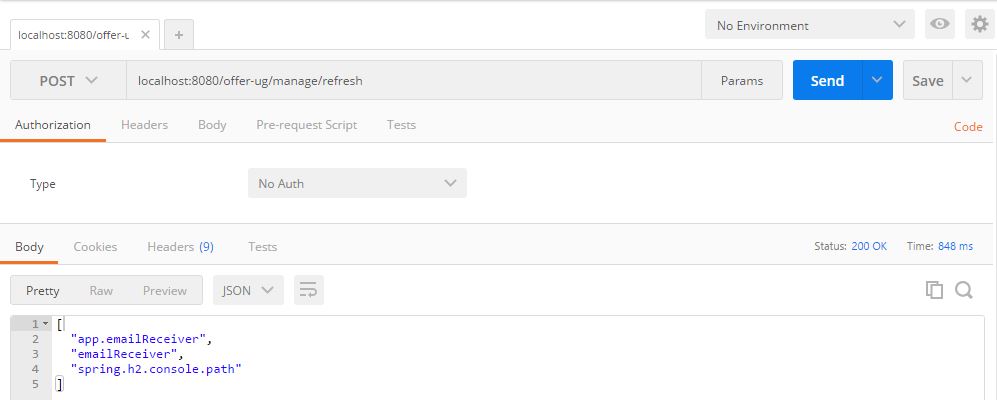 localhost:8080/offer-u
No Environment
POST
localhost:8080/offer-ug/manage/refresh
Params
Send
Save
Authorization Headers Body Pre-request Script Tests
Code
Type
No Auth
Body Cookies Headers (9) Tests
Status: 200 OK Time: 848 ms
Pretty Raw Preview JSON
1 [
2 "app.emailReceiver",
3 "emailReceiver",
4 "spring.h2.console.path"
5 ]